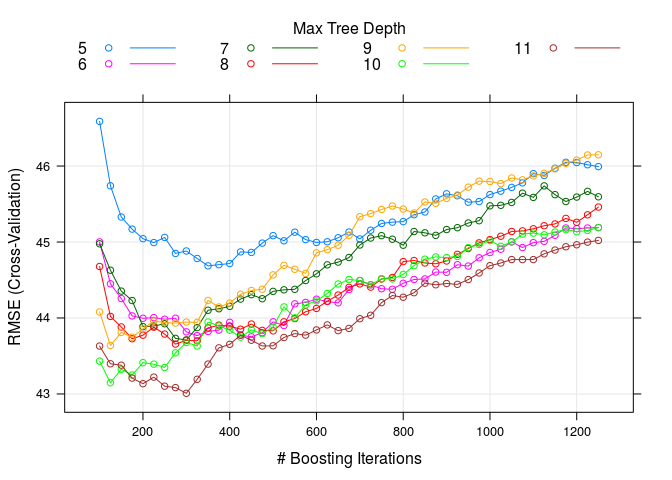 Max Tree Depth
5 7 9 11
6 8 10
RMSE (Cross-Validation)
46
45
44
43
200 400 600 800 1000 1200
# Boosting Iterations